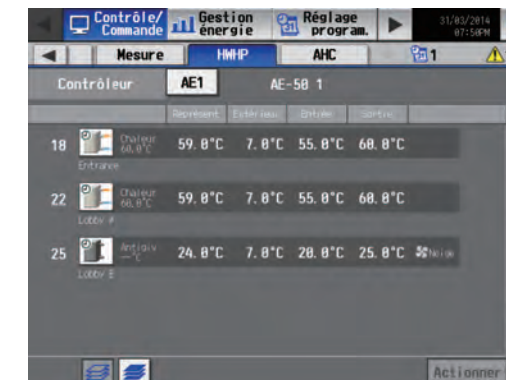 Contrôle/ Commande
Gestion énergie
Réglage program.
31/03/2014 07:50PM
Mesure HWHP AHC 1
Contrôleur AE1 AE-50 1
Représent Extérieur Entrée Sortie
18 Chaleur 60.0°C 59.0°C 7.0°C 55.0°C 60.0°C
Entrance
22 Chaleur 60.0°C 59.0°C 7.0°C 55.0°C 60.0°C
Lobby A
25 Antigiv --°C 24.0°C 7.0°C 20.0°C 25.0°C Neige
Lobby B
Actionner